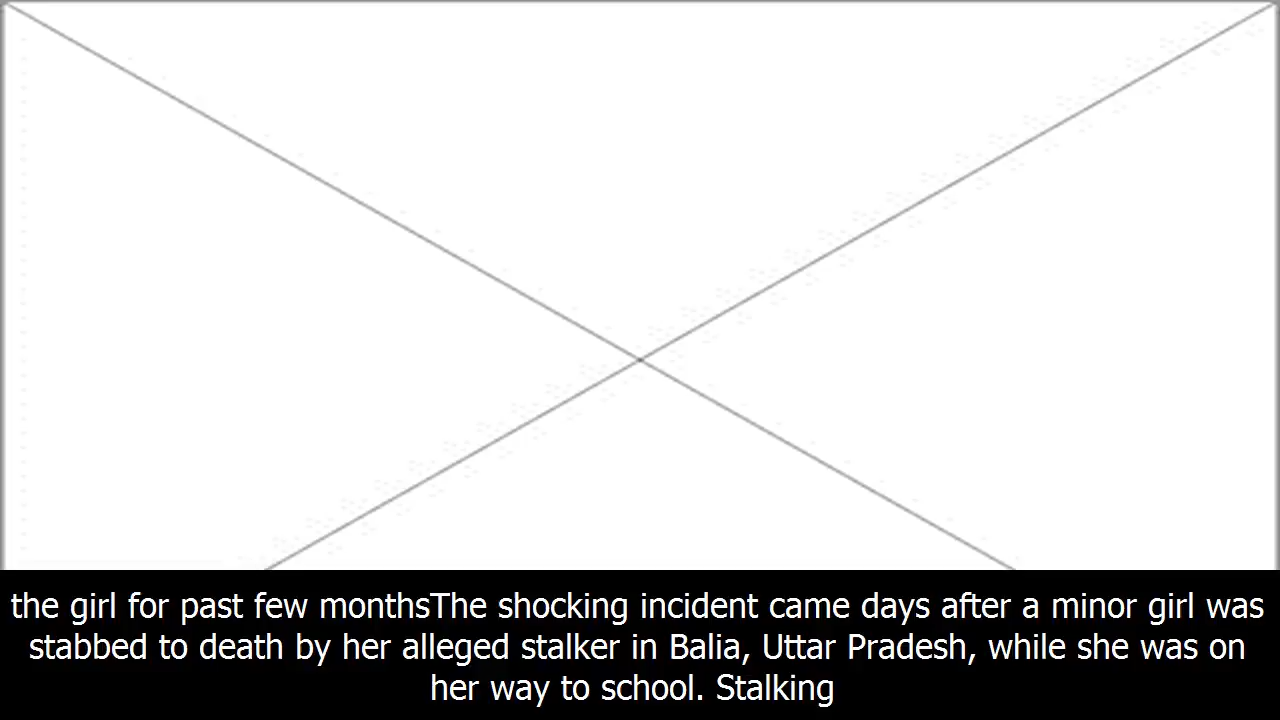 the girl for past few monthsThe shocking incident came days after a minor girl was
stabbed to death by her alleged stalker in Balia, Uttar Pradesh, while she was on
her way to school. Stalking